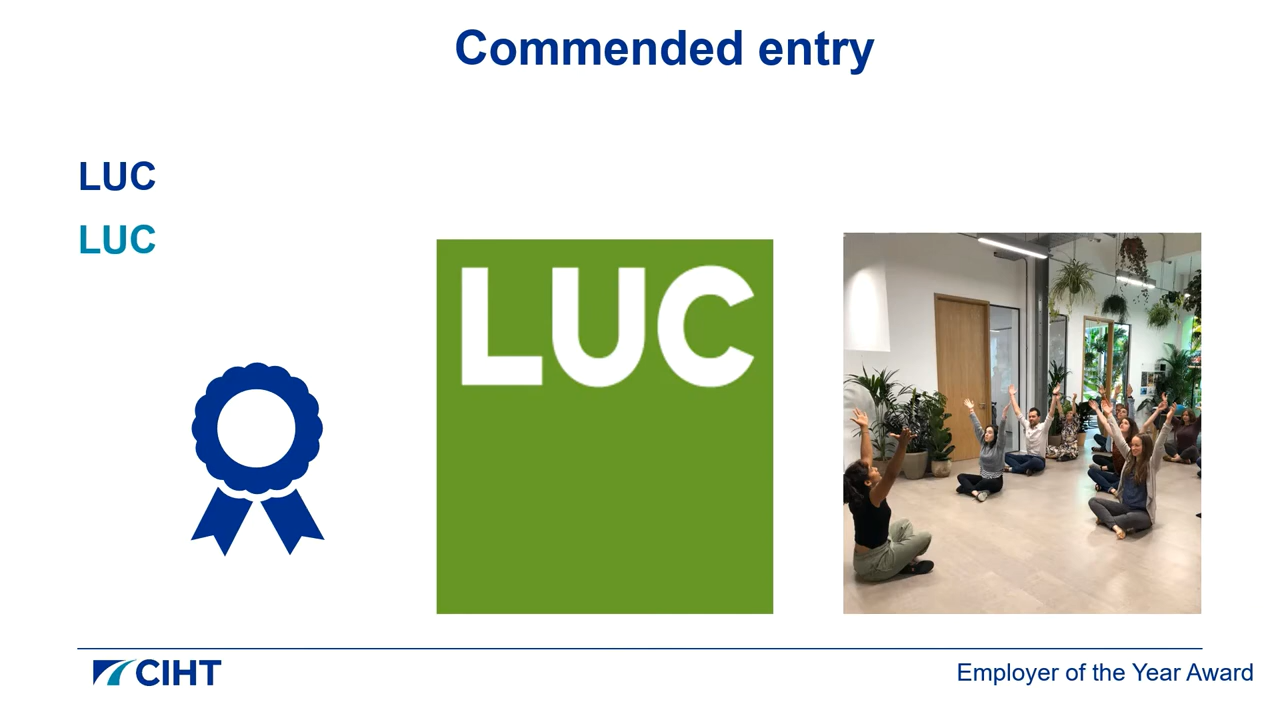 Commended entry
LUC
LUC
LUC
CIHT
Employer of the Year Award